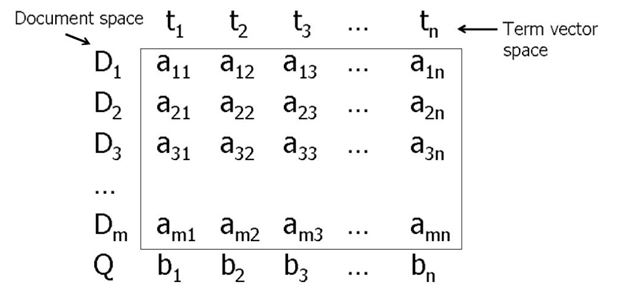 Document space t₁ t₂ t₃ ... tₙ Term vector
space
D₁ a₁₁ a₁₂ a₁₃ ... a₁ₙ
D₂ a₂₁ a₂₂ a₂₃ ... a₂ₙ
D₃ a₃₁ a₃₂ a₃₃ ... a₃ₙ
...
Dₘ aₘ₁ aₘ₂ aₘ₃ ... aₘₙ
Q b₁ b₂ b₃ ... bₙ